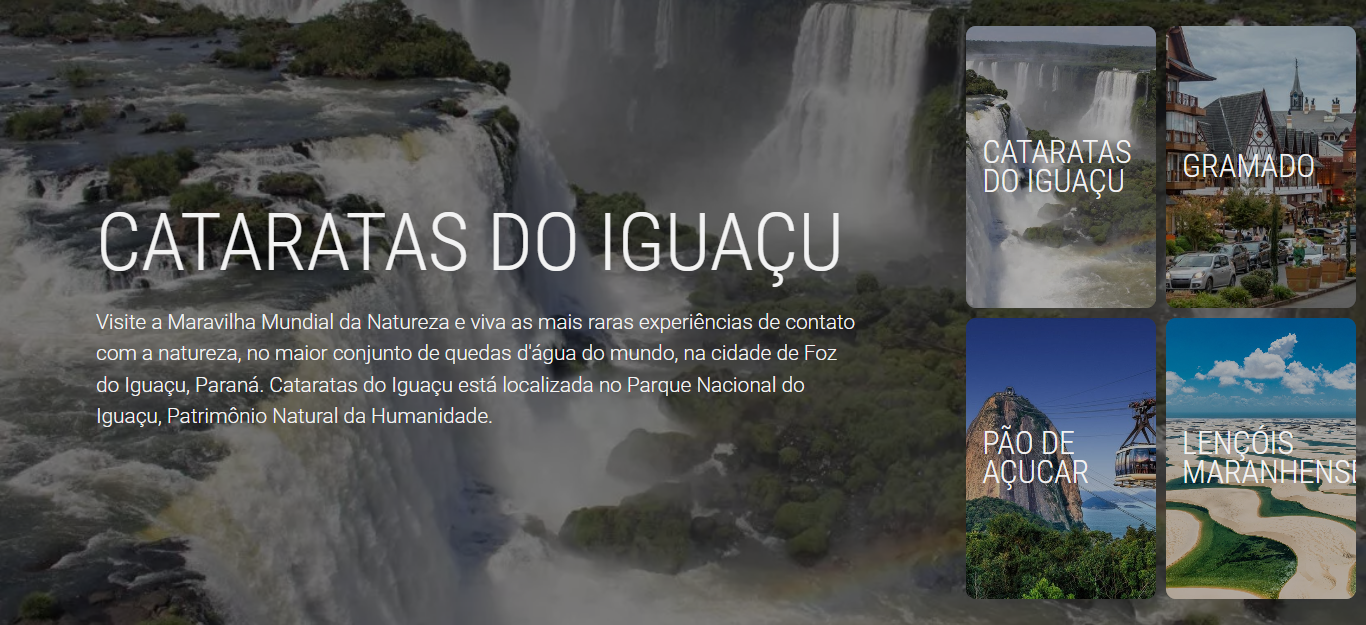 CATARATAS DO IGUAÇU
Visite a Maravilha Mundial da Natureza e viva as mais raras experiências de contato
com a natureza, no maior conjunto de quedas d'água do mundo, na cidade de Foz
do Iguaçu, Paraná. Cataratas do Iguaçu está localizada no Parque Nacional do
Iguaçu, Patrimônio Natural da Humanidade.
CATARATAS
DO IGUAÇU
GRAMADO
PÃO DE
AÇUCAR
LENÇÓIS
MARANHENSE